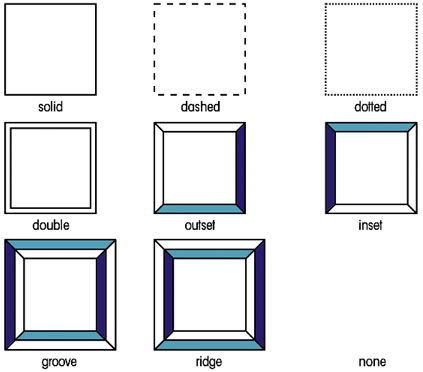 solid
dashed
dotted
double
outset
inset
groove
ridge
none